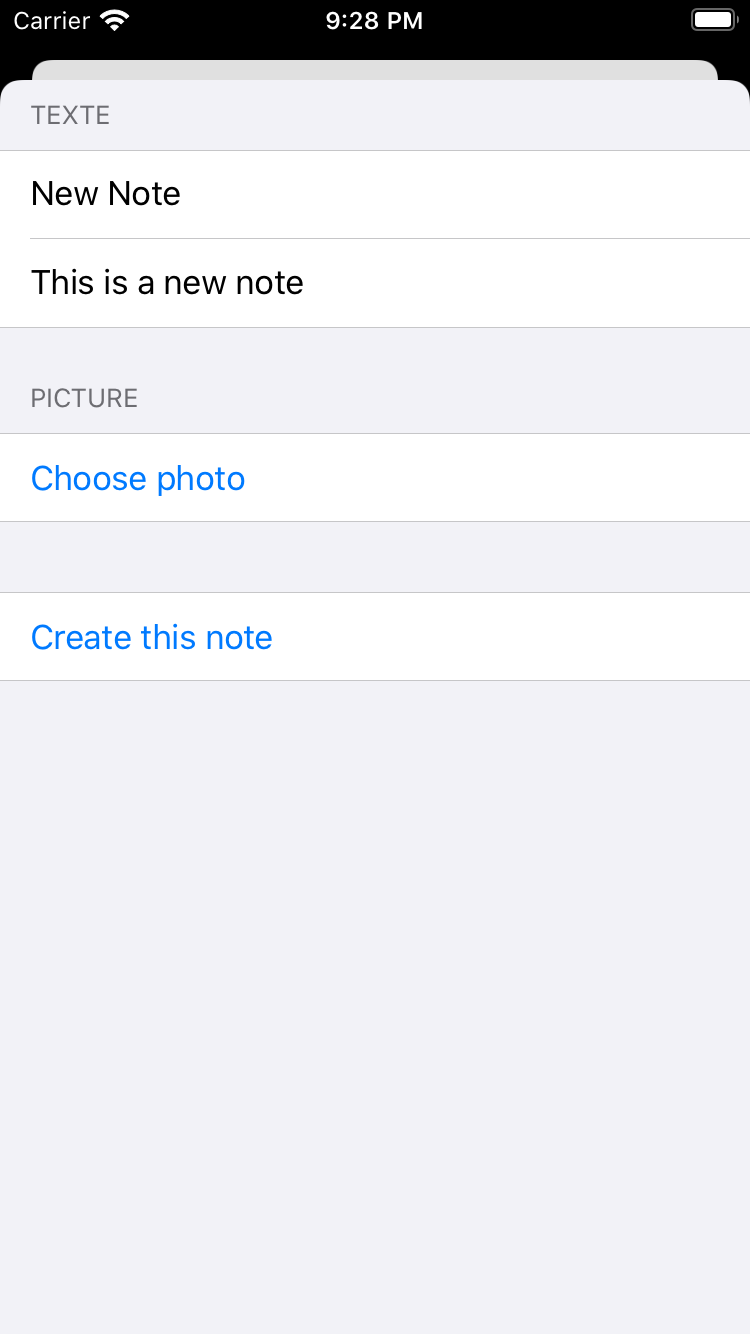 Carrier 9:28 PM
TEXTE
New Note
This is a new note
PICTURE
Choose photo
Create this note